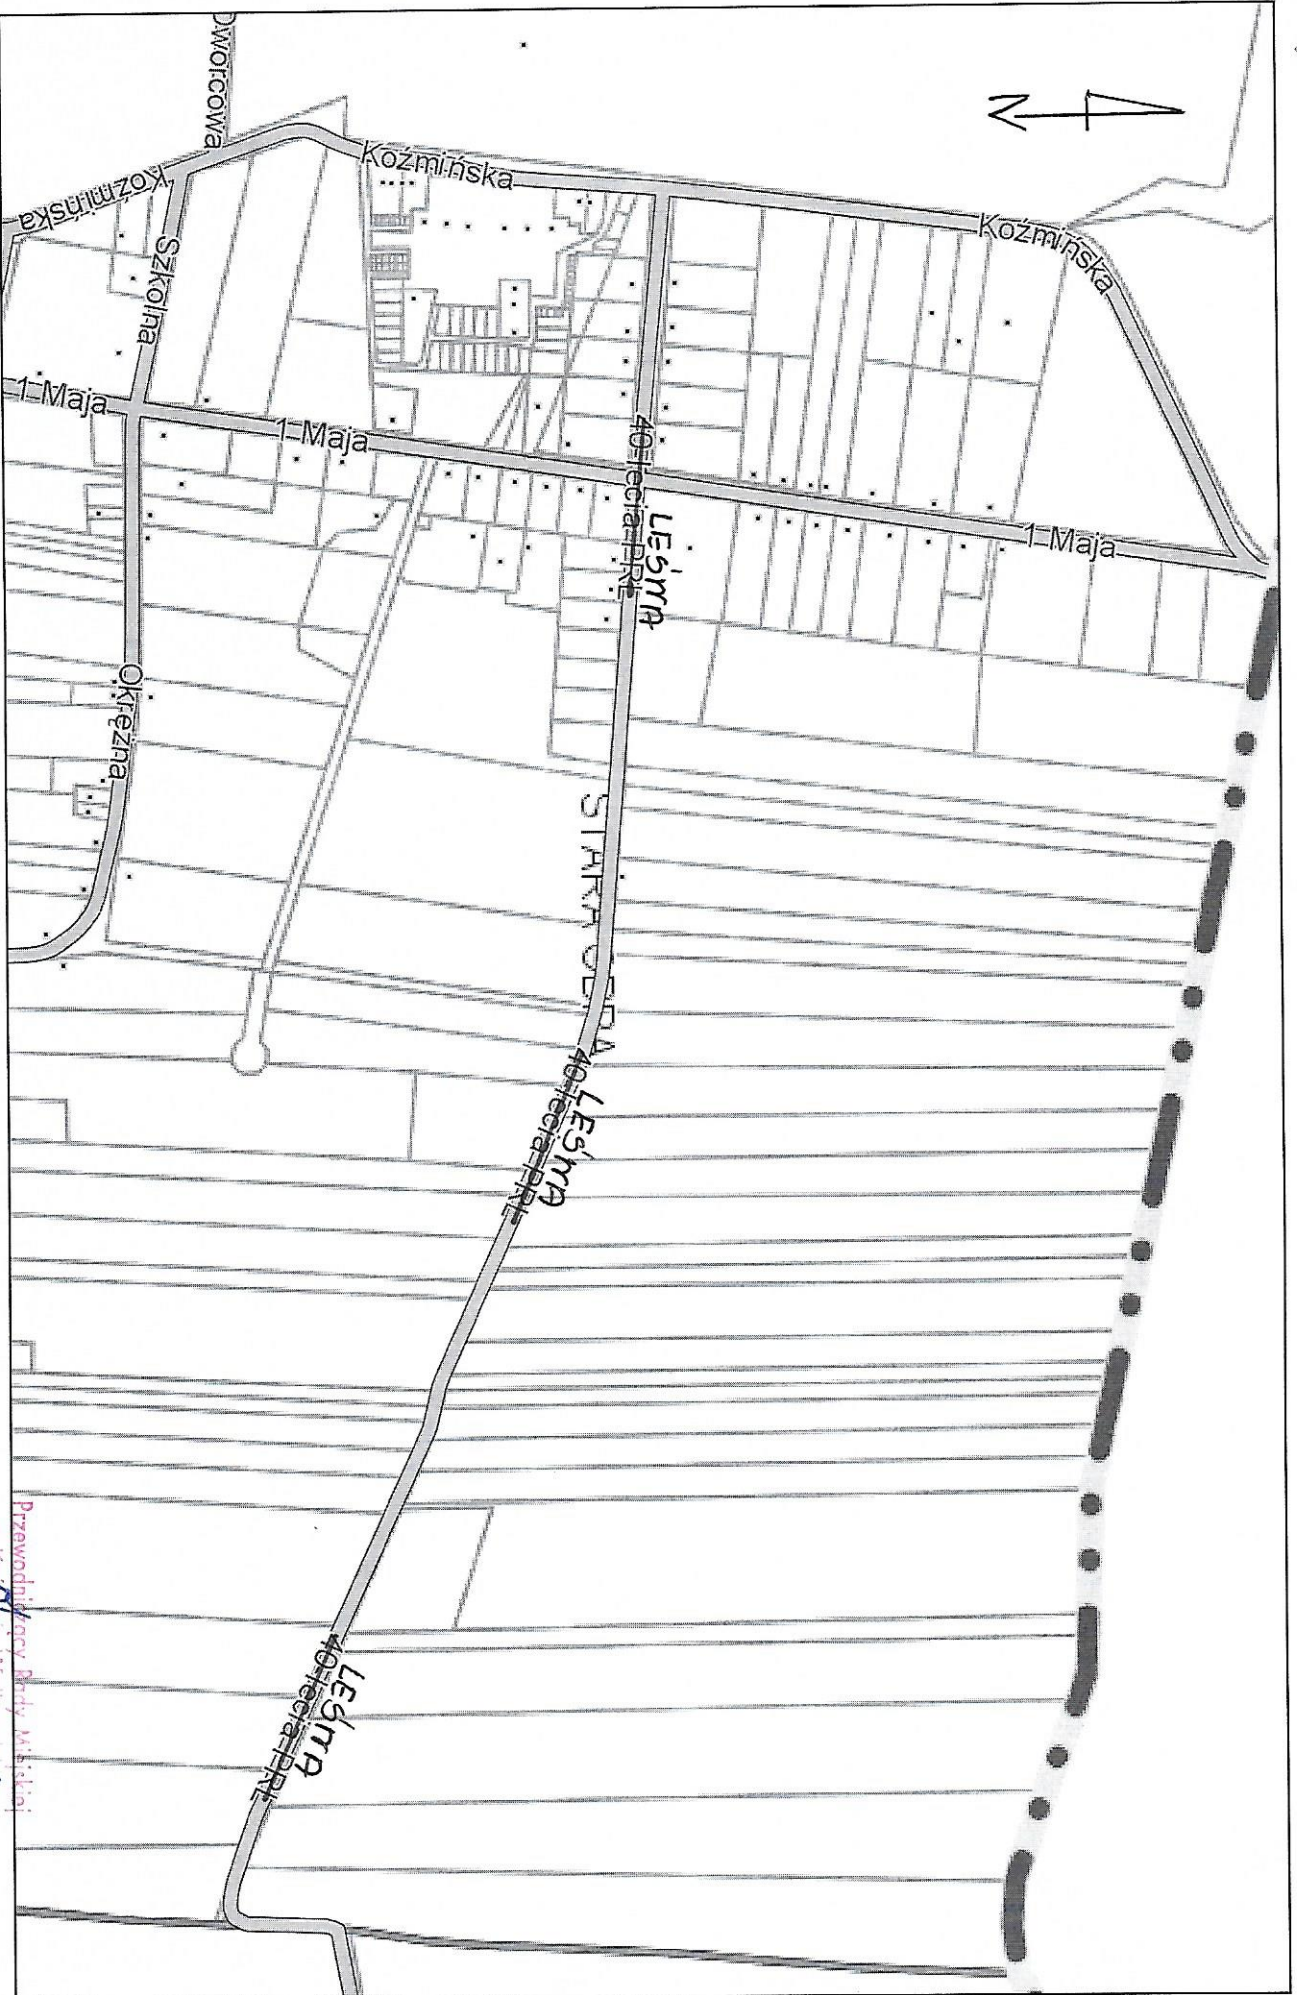 Dworcowa
Koźmińska
Koźmińska
Koźmińska
Szkolna
1 Maja
1 Maja
1 Maja
40-lecia PRL
LEŚNA
Okrężna
STARA OBRA
40-lecia PRL
LEŚNA
40-lecia PRL
LEŚNA
N
Przewodniczący Rady Miejskiej